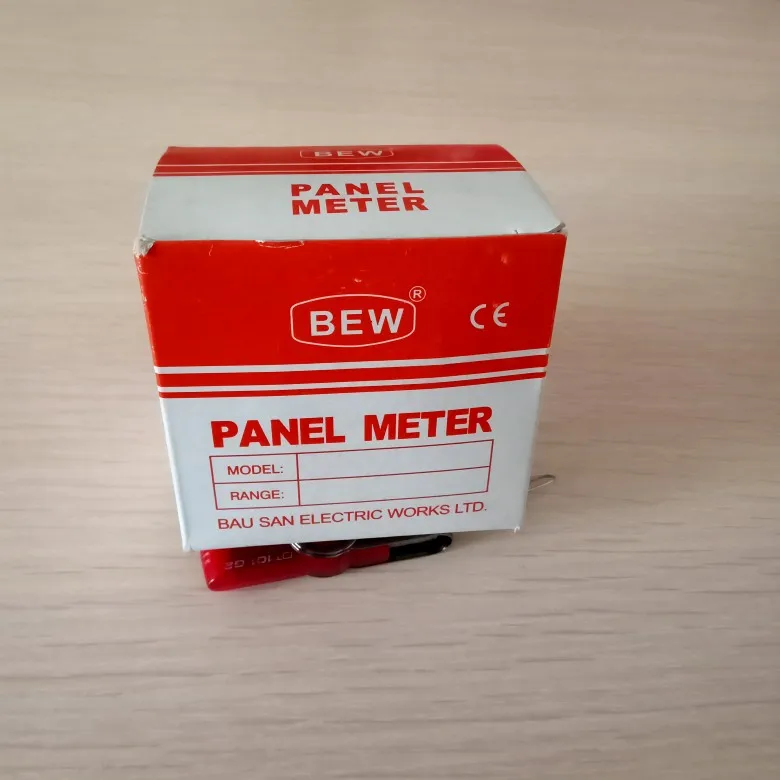 BEW
PANEL
METER
BEW®
CE
PANEL METER
MODEL:
RANGE:
BAU SAN ELECTRIC WORKS LTD.